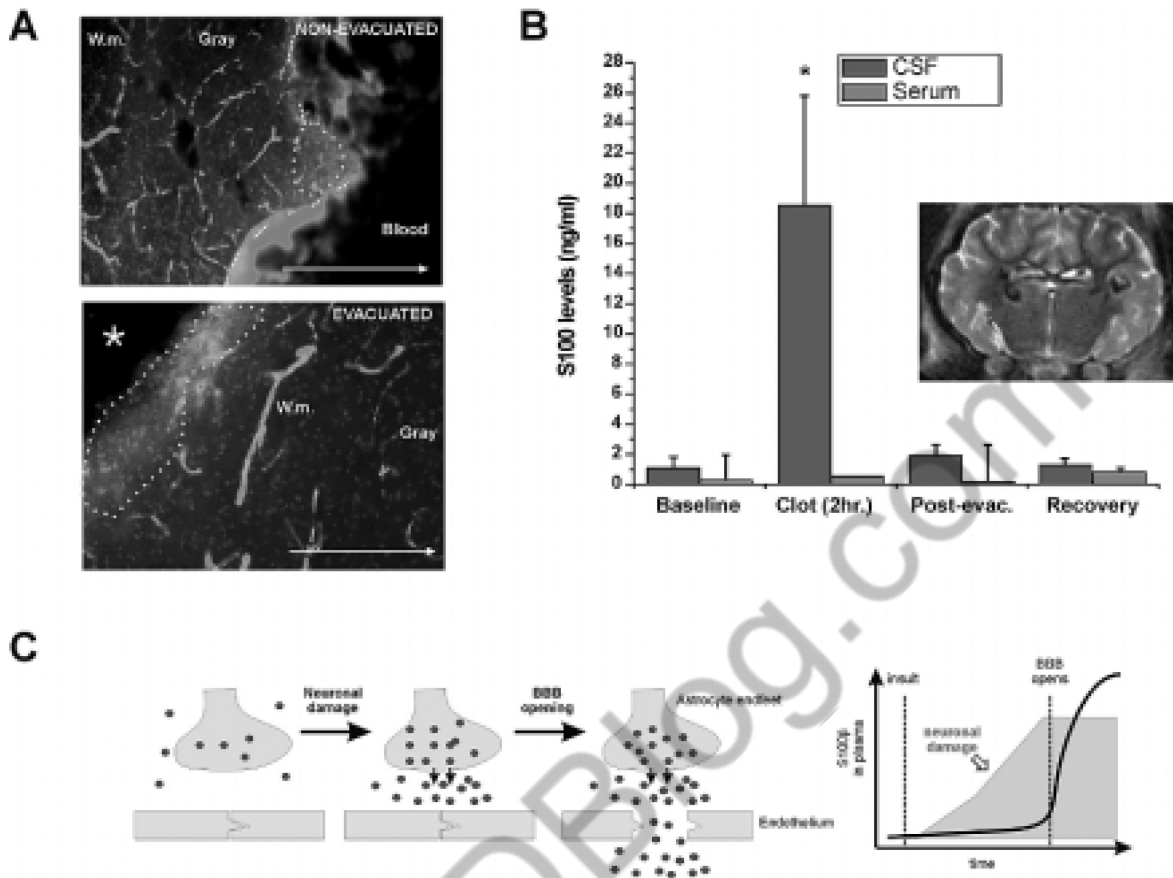 A
W.m.
Gray
NON-EVACUATED
Blood
EVACUATED
*
W.m.
Gray
B
CSF
Serum
*
S100 levels (ng/ml)
28
26
24
22
20
18
16
14
12
10
8
6
4
2
0
Baseline
Clot (2hr.)
Post-evac.
Recovery
C
Neuronal
damage
BBB
opening
Astrocyte endfeet
Endothelium
insult
BBB
opens
neuronal
damage
S100β
in plasma
time
Blog.com